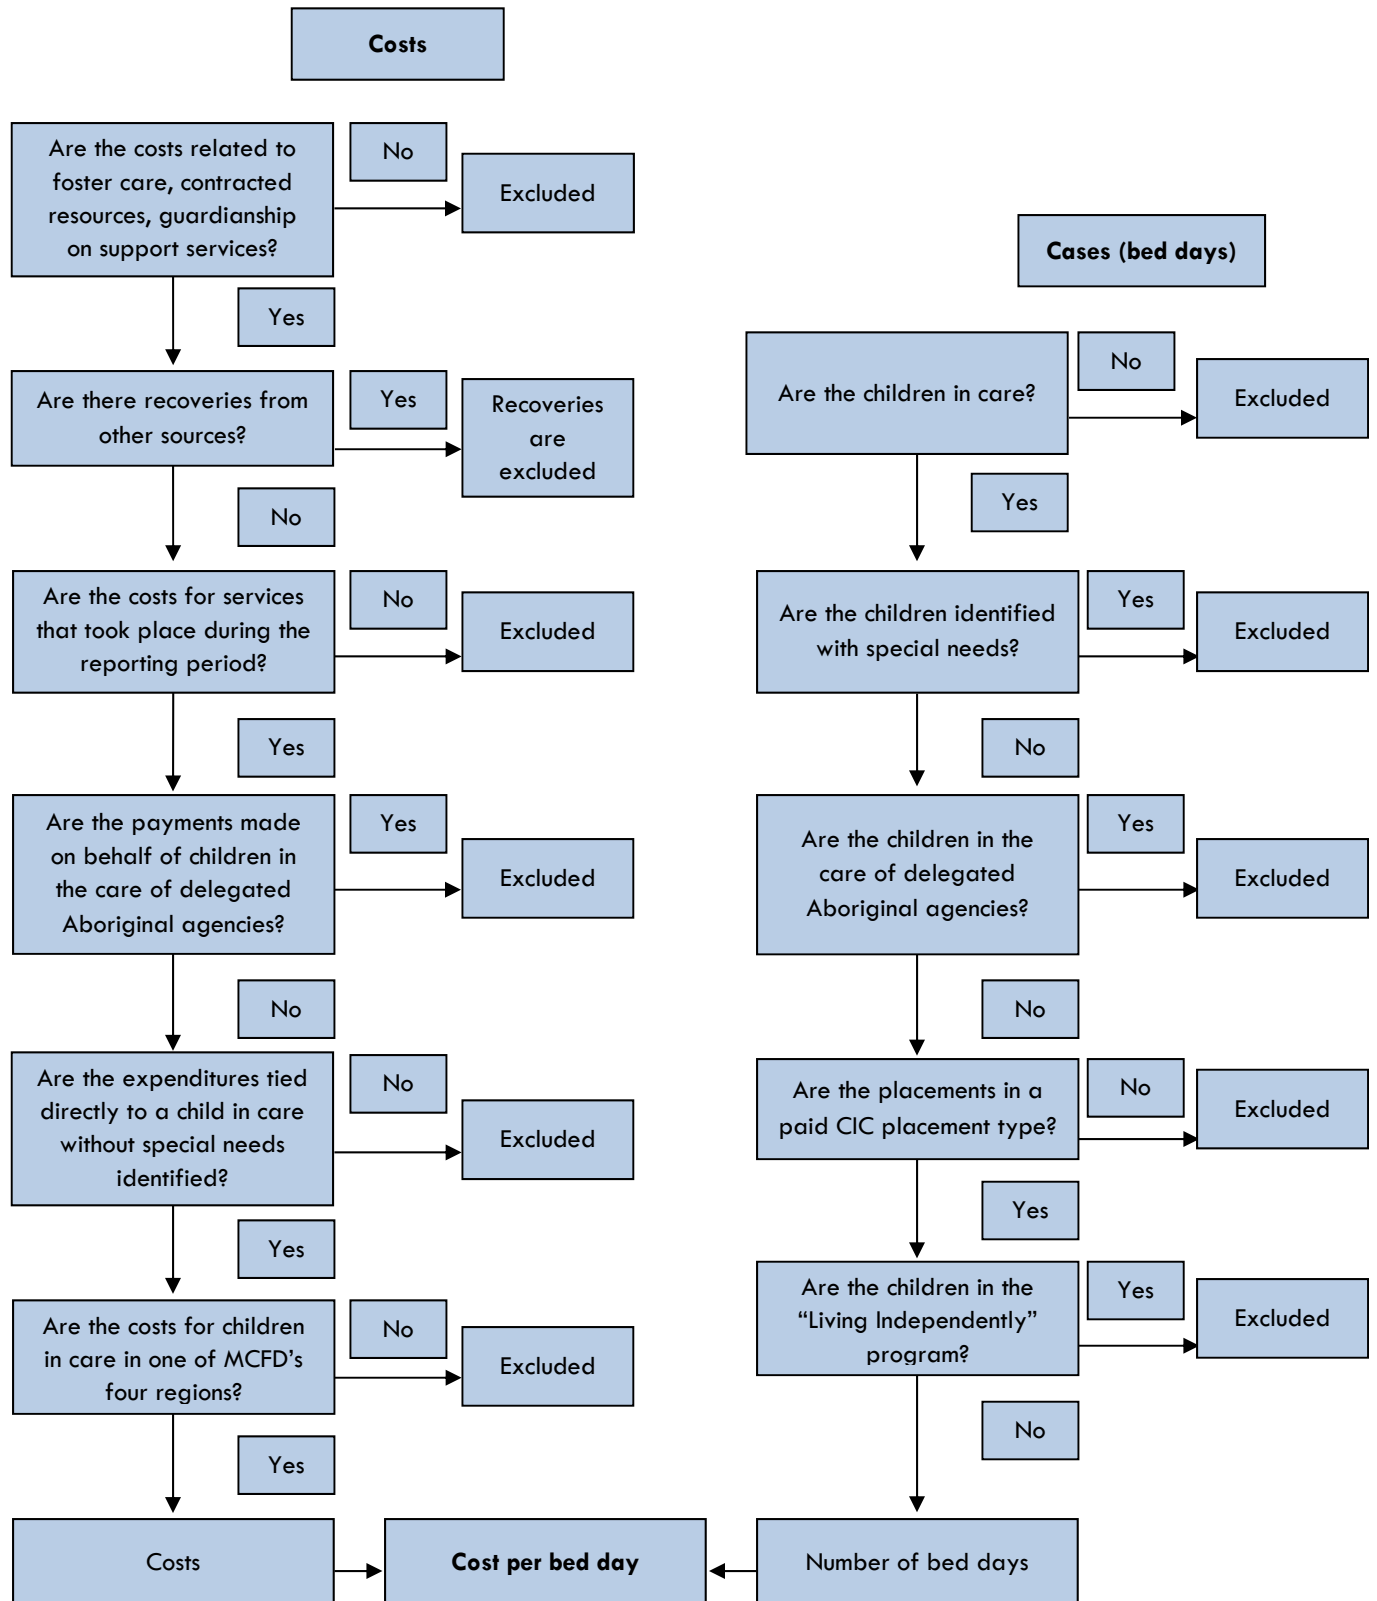 Costs
Are the costs related to
foster care, contracted
resources, guardianship
on support services?
No
Excluded
Yes
Are there recoveries from
other sources?
Yes
Recoveries
are
excluded
No
Are the costs for services
that took place during the
reporting period?
No
Excluded
Yes
Are the payments made
on behalf of children in
the care of delegated
Aboriginal agencies?
Yes
Excluded
No
Are the expenditures tied
directly to a child in care
without special needs
identified?
No
Excluded
Yes
Are the costs for children
in care in one of MCFD’s
four regions?
No
Excluded
Yes
Costs
Cost per bed day
Cases (bed days)
Are the children in care?
No
Excluded
Yes
Are the children identified
with special needs?
Yes
Excluded
No
Are the children in the
care of delegated
Aboriginal agencies?
Yes
Excluded
No
Are the placements in a
paid CIC placement type?
No
Excluded
Yes
Are the children in the
“Living Independently”
program?
Yes
Excluded
No
Number of bed days